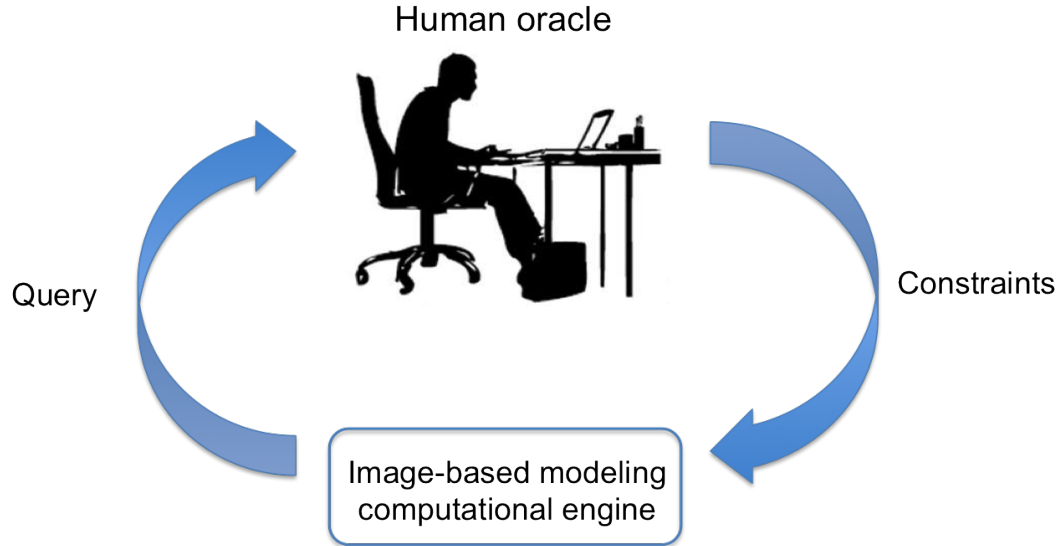 Human oracle
Query
Constraints
Image-based modeling
computational engine